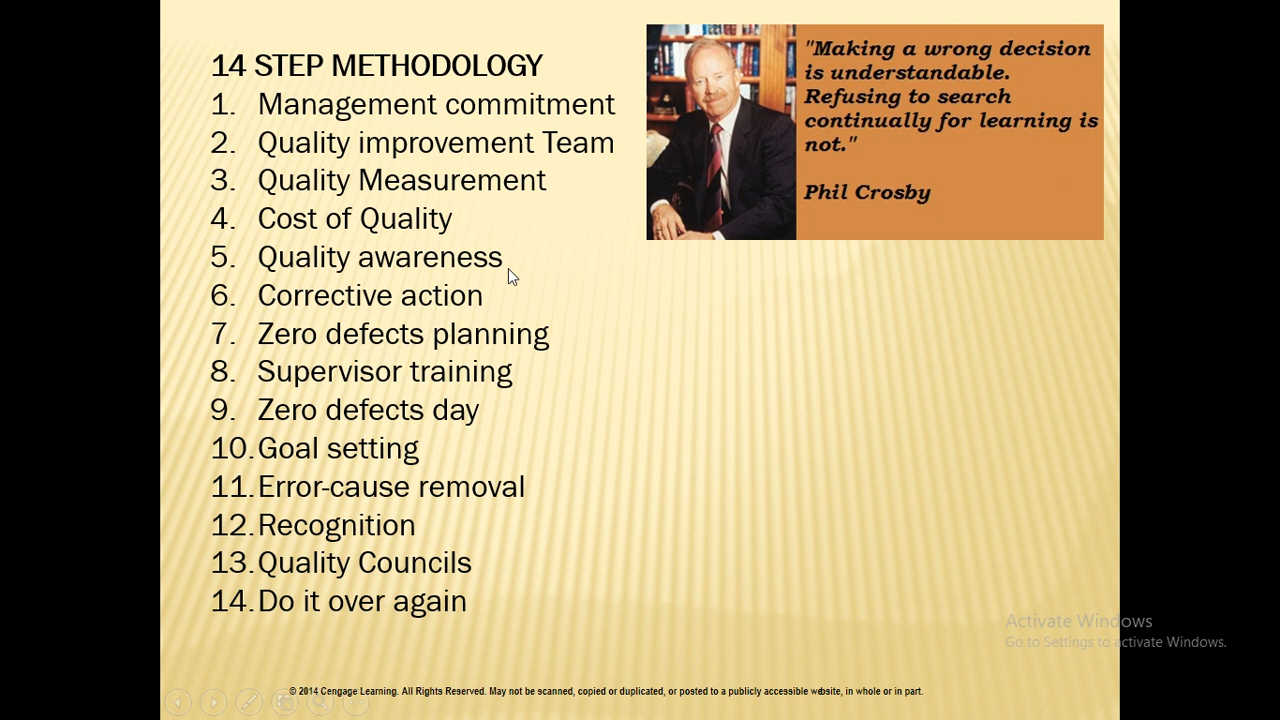 14 STEP METHODOLOGY
1. Management commitment
2. Quality improvement Team
3. Quality Measurement
4. Cost of Quality
5. Quality awareness
6. Corrective action
7. Zero defects planning
8. Supervisor training
9. Zero defects day
10. Goal setting
11. Error-cause removal
12. Recognition
13. Quality Councils
14. Do it over again
"Making a wrong decision
is understandable.
Refusing to search
continually for learning is
not."
Phil Crosby
Activate Windows
Go to Settings to activate Windows.
© 2014 Cengage Learning. All Rights Reserved. May not be scanned, copied or duplicated, or posted to a publicly accessible website, in whole or in part.